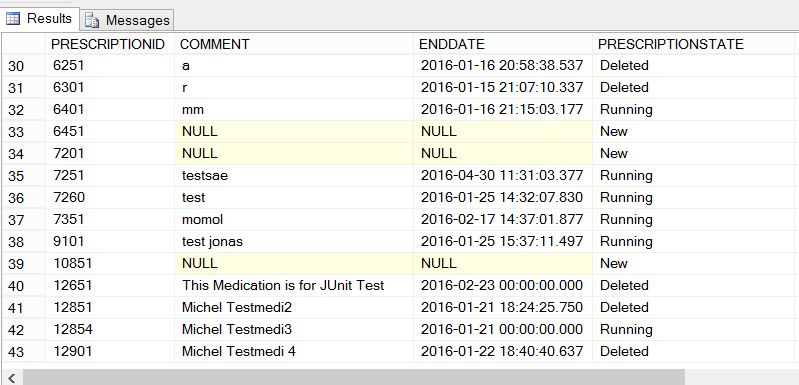 Results Messages
PRESCRIPTIONID COMMENT ENDDATE PRESCRIPTIONSTATE
30 6251 a 2016-01-16 20:58:38.537 Deleted
31 6301 r 2016-01-15 21:07:10.337 Deleted
32 6401 mm 2016-01-16 21:15:03.177 Running
33 6451 NULL NULL New
34 7201 NULL NULL New
35 7251 testsae 2016-04-30 11:31:03.377 Running
36 7260 test 2016-01-25 14:32:07.830 Running
37 7351 momol 2016-02-17 14:37:01.877 Running
38 9101 test jonas 2016-01-25 15:37:11.497 Running
39 10851 NULL NULL New
40 12651 This Medication is for JUnit Test 2016-02-23 00:00:00.000 Deleted
41 12851 Michel Testmedi2 2016-01-21 18:24:25.750 Deleted
42 12854 Michel Testmedi3 2016-01-21 00:00:00.000 Running
43 12901 Michel Testmedi 4 2016-01-22 18:40:40.637 Deleted